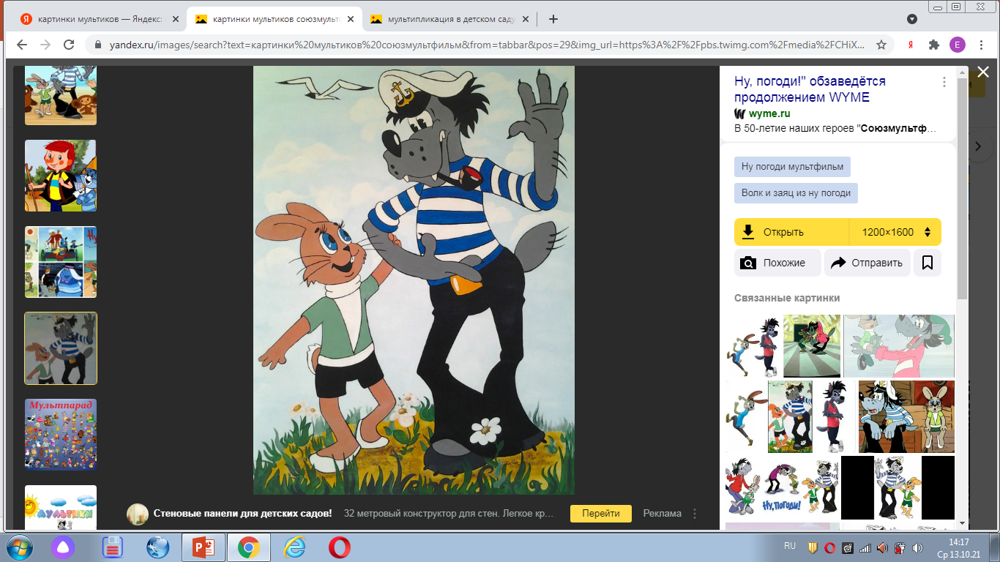 картинки мультиков — Яндекс:
картинки мультиков союзмульт
мультипликация в детском саду
yandex.ru/images/search?text=картинки%20мультиков%20союзмультфильм&from=tabbar&pos=29&img_url=https%3A%2F%2Fpbs.twimg.com%2Fmedia%2FCHiX...
Я
E
Ну, погоди!" обзаведётся
продолжением WYME
wyme.ru
В 50-летие наших героев "Союзмультф…
Ну погоди мультфильм
Волк и заяц из ну погоди
Открыть
1200×1600
Похожие
Отправить
Связанные картинки
Мультпарад
МУЛЬТИКИ
Ну, Погоди!
Стеновые панели для детских садов!
32 метровый конструктор для стен. Легкое кр…
Перейти
Реклама
RU
14:17
Ср 13.10.21